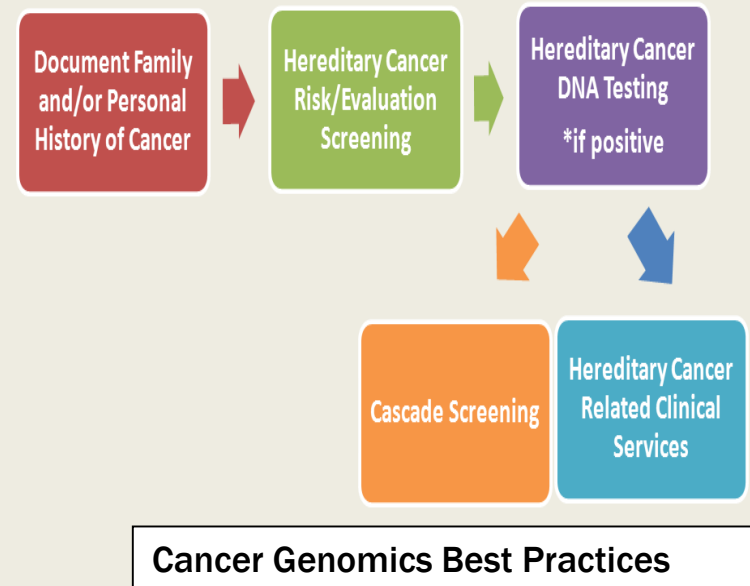 Document Family
and/or Personal
History of Cancer
Hereditary Cancer
Risk/Evaluation
Screening
Hereditary Cancer
DNA Testing
*if positive
Cascade Screening
Hereditary Cancer
Related Clinical
Services
Cancer Genomics Best Practices